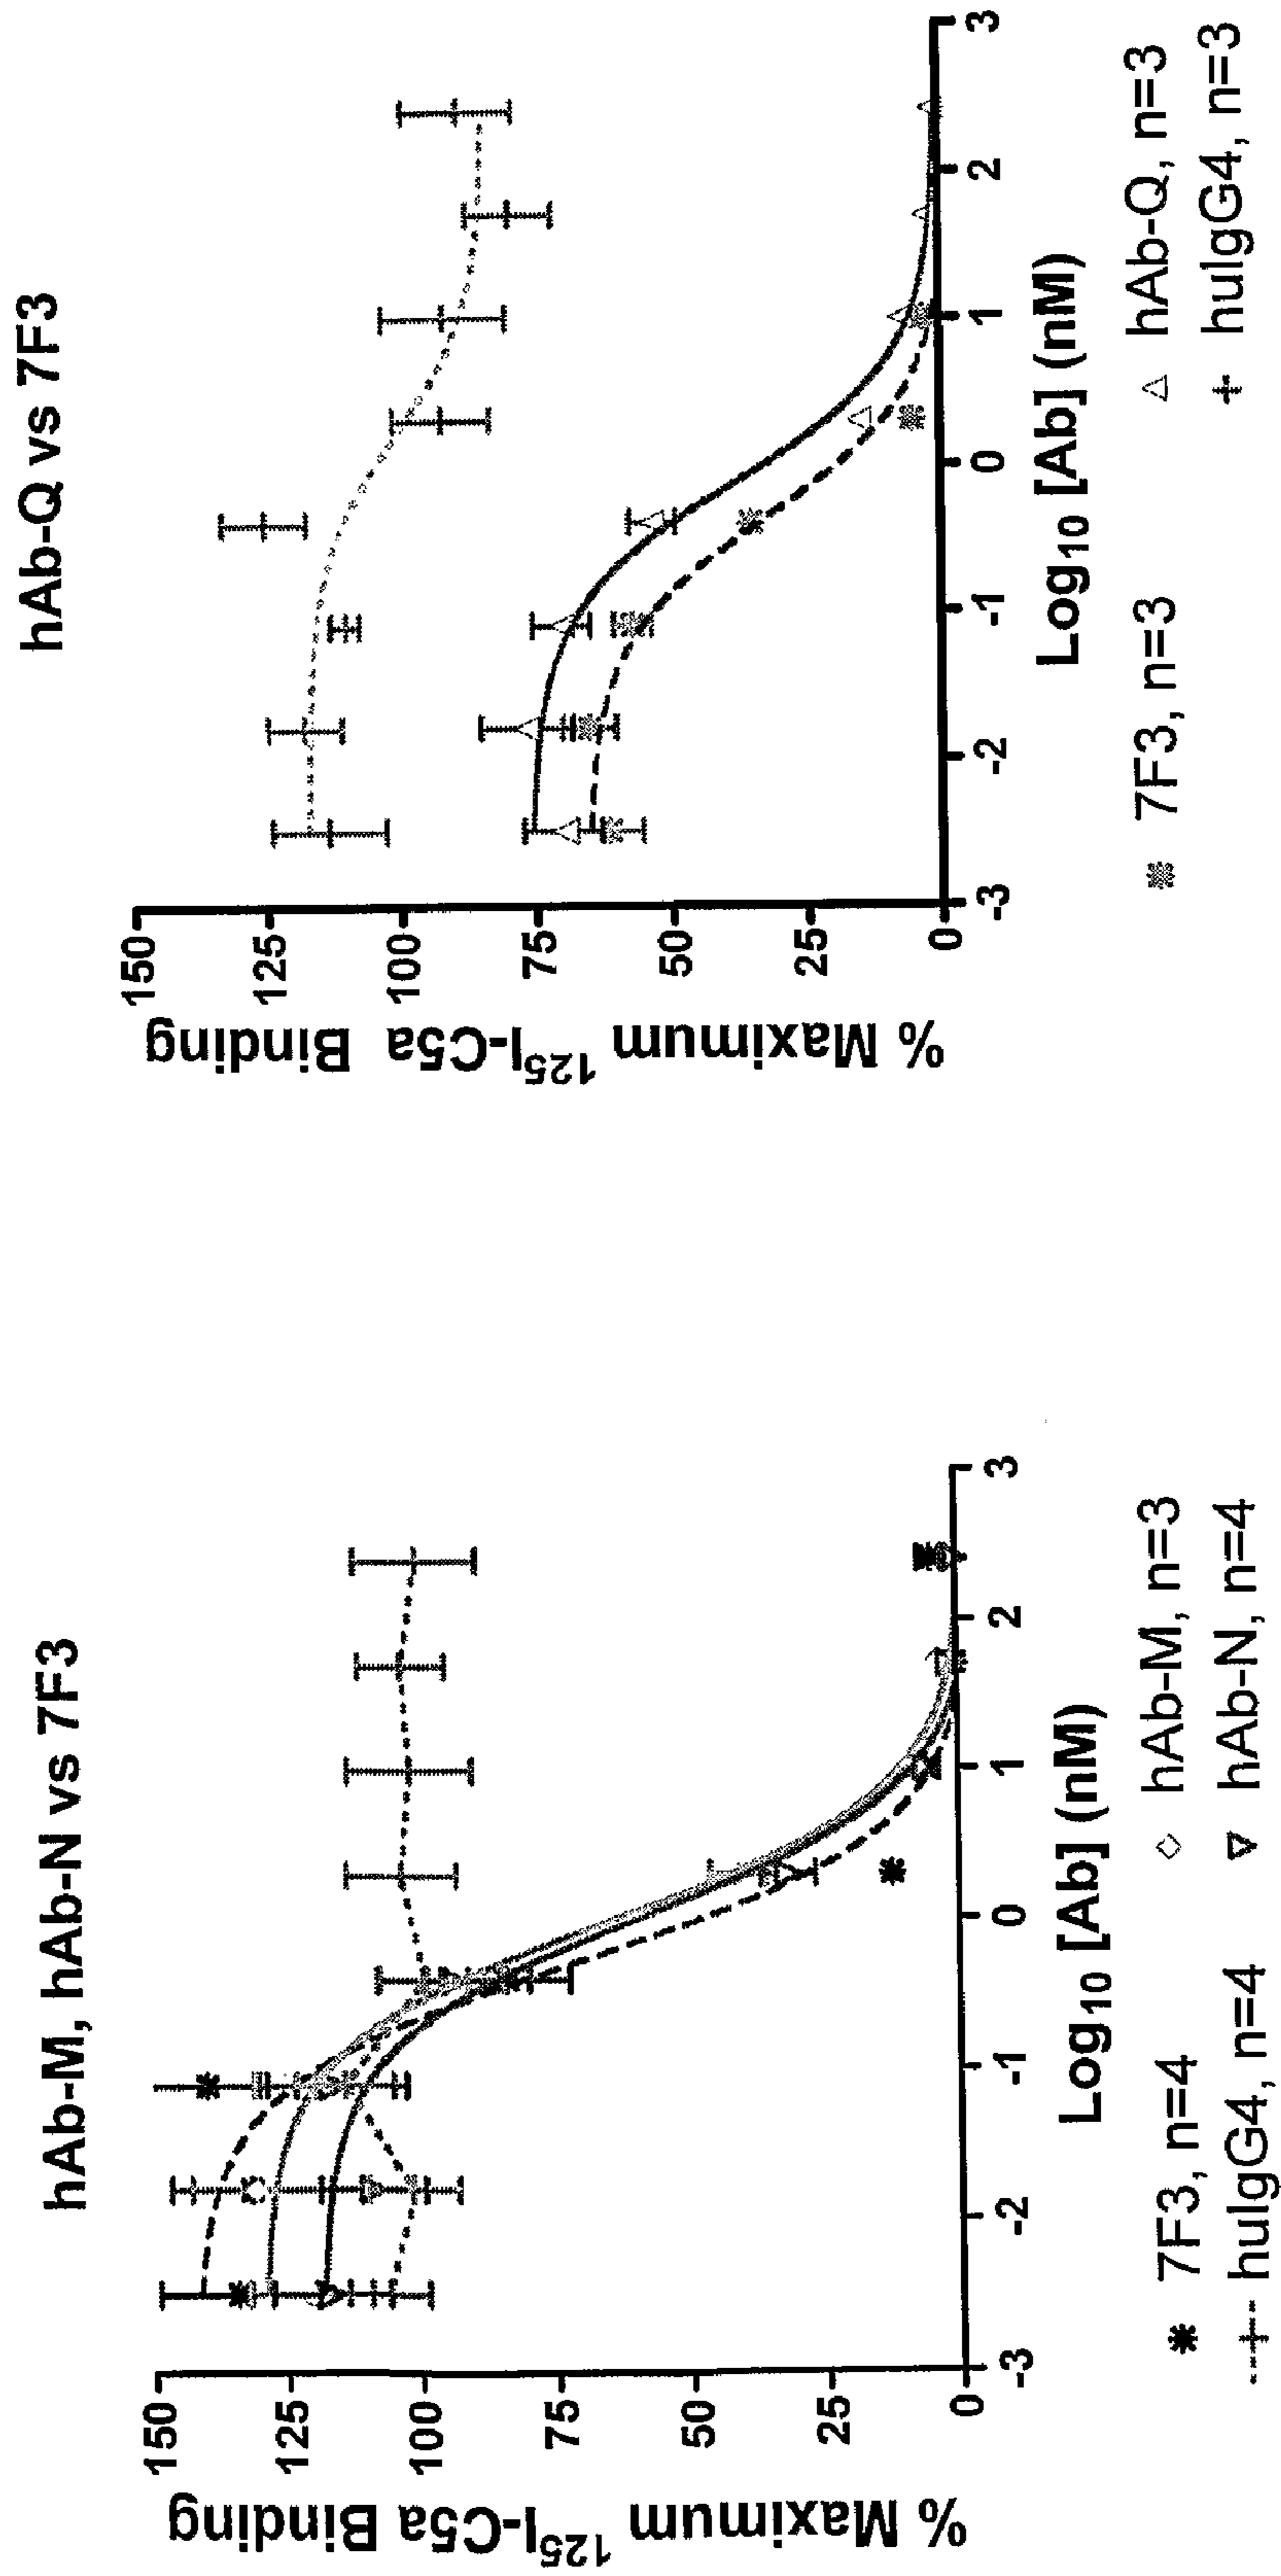 hAb-M, hAb-N vs 7F3
% Maximum ¹²⁵I-C5a Binding
150
125
100
75
50
25
0
-3
-2
-1
0
1
2
3
Log₁₀ [Ab] (nM)
7F3, n=4
hAb-M, n=3
huIgG4, n=4
hAb-N, n=4
hAb-Q vs 7F3
% Maximum ¹²⁵I-C5a Binding
150
125
100
75
50
25
0
-3
-2
-1
0
1
2
3
Log₁₀ [Ab] (nM)
7F3, n=3
hAb-Q, n=3
huIgG4, n=3